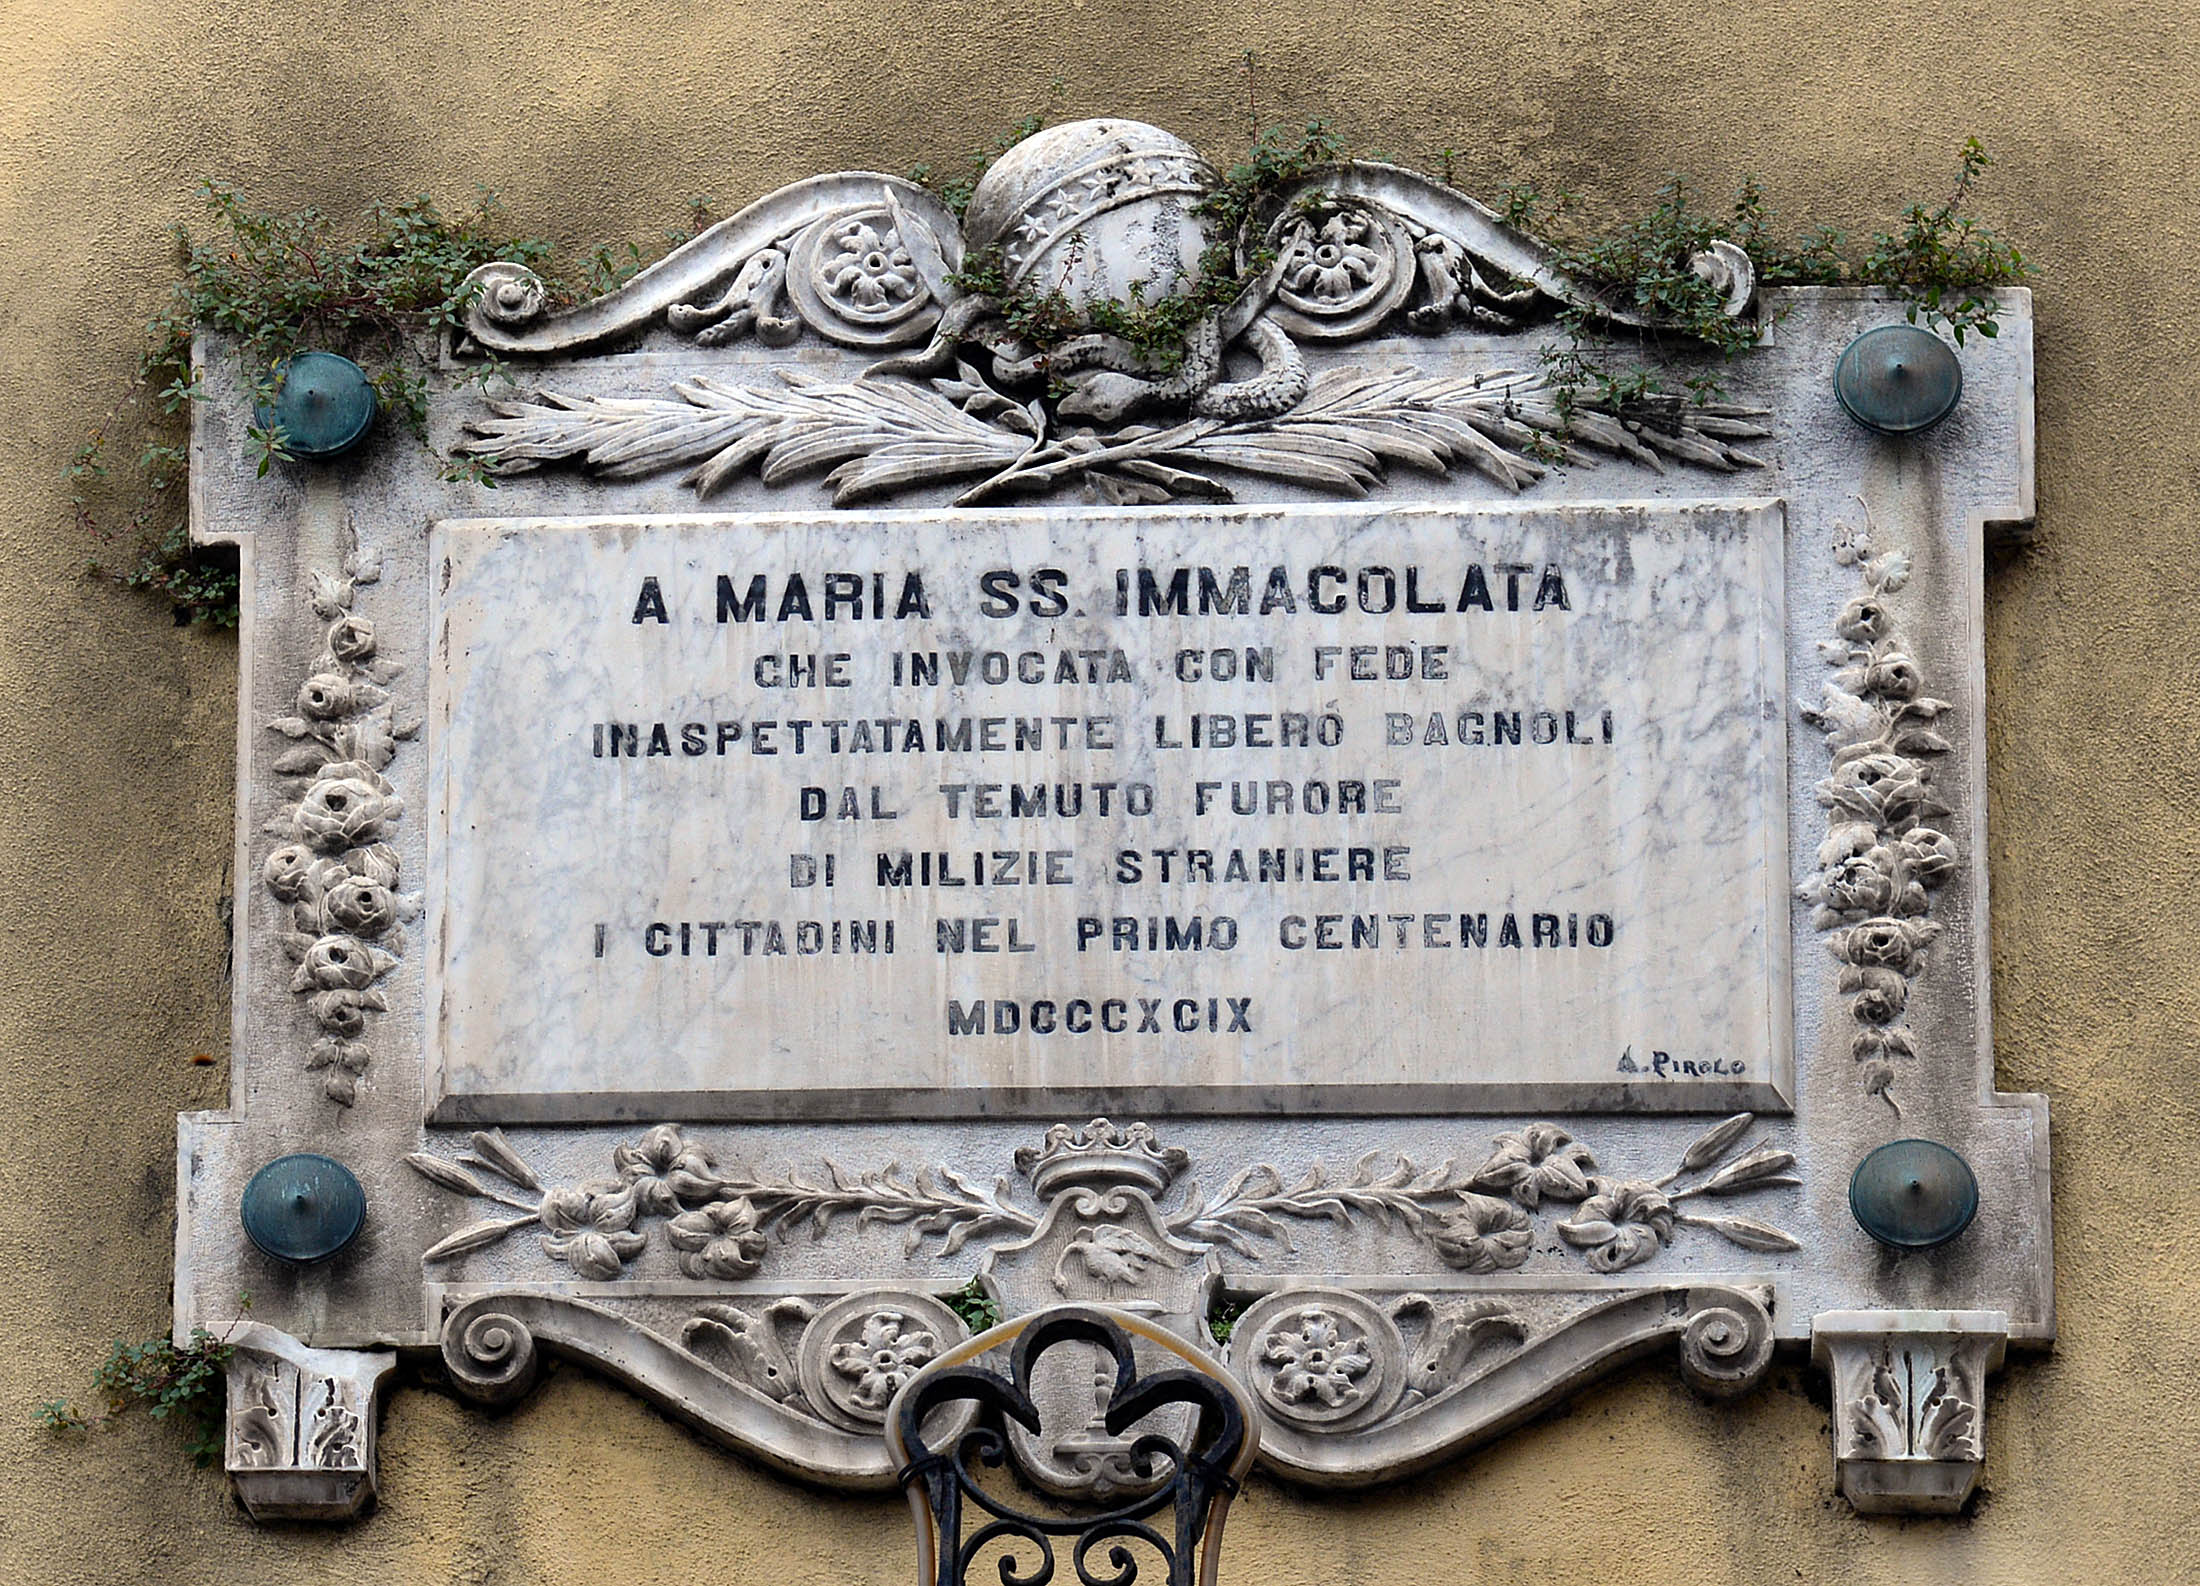 A MARIA SS. IMMACOLATA
CHE INVOCATA CON FEDE
INASPETTATAMENTE LIBERÓ BAGNOLI
DAL TEMUTO FURORE
DI MILIZIE STRANIERE
I CITTADINI NEL PRIMO CENTENARIO
MDCCCXCIX
A. PIROLO